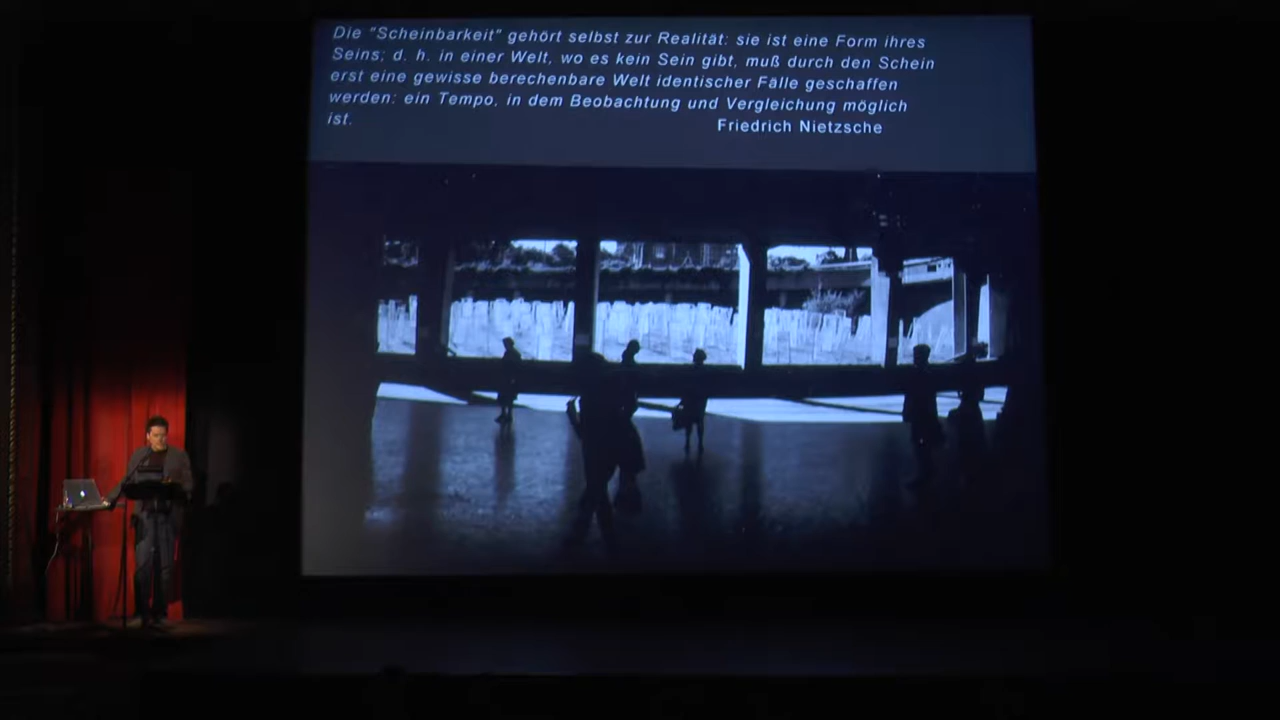 Die "Scheinbarkeit" gehört selbst zur Realität: sie ist eine Form ihres
Seins; d. h. in einer Welt, wo es kein Sein gibt, muß durch den Schein
erst eine gewisse berechenbare Welt identischer Fälle geschaffen
werden: ein Tempo, in dem Beobachtung und Vergleichung möglich
ist.
Friedrich Nietzsche